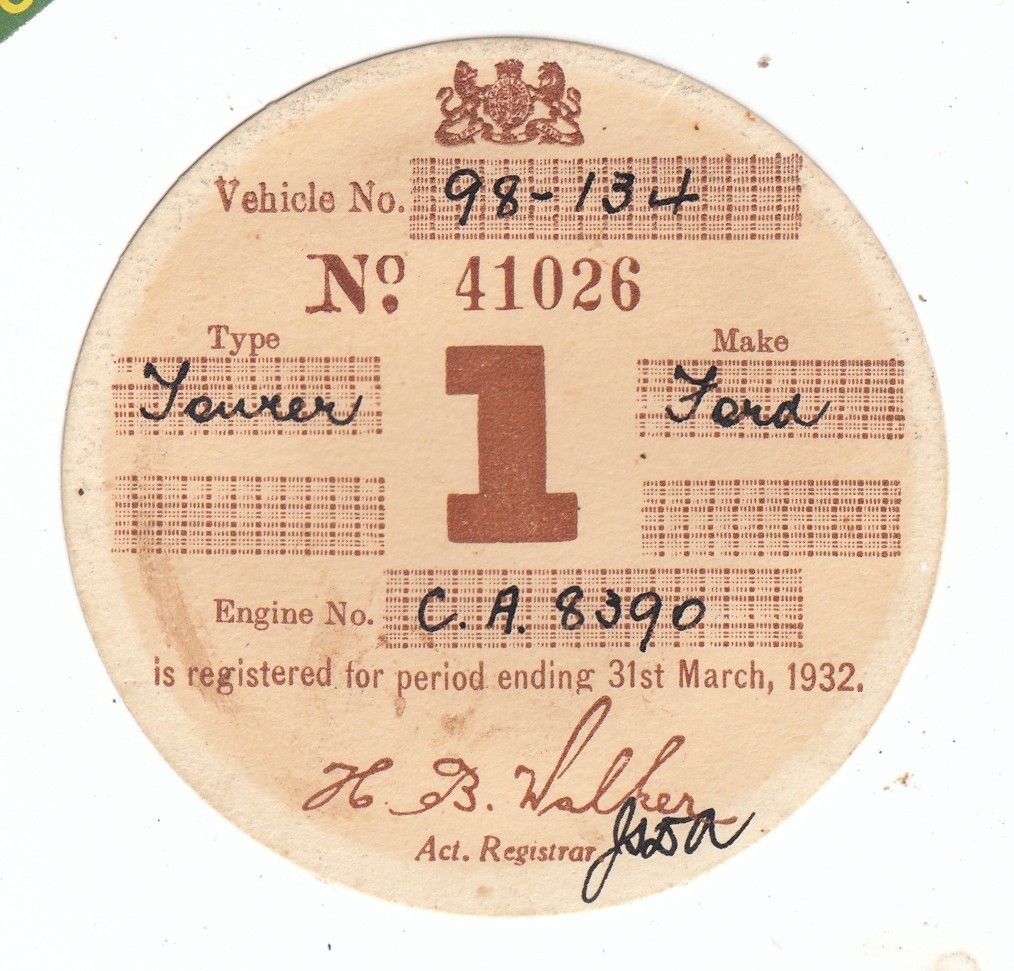 Vehicle No. 98-134
Nº. 41026
Type
Make
Tourer
1
Ford
Engine No. C.A. 8390
is registered for period ending 31st March, 1932.
H. B. Walker
Act. Registrar